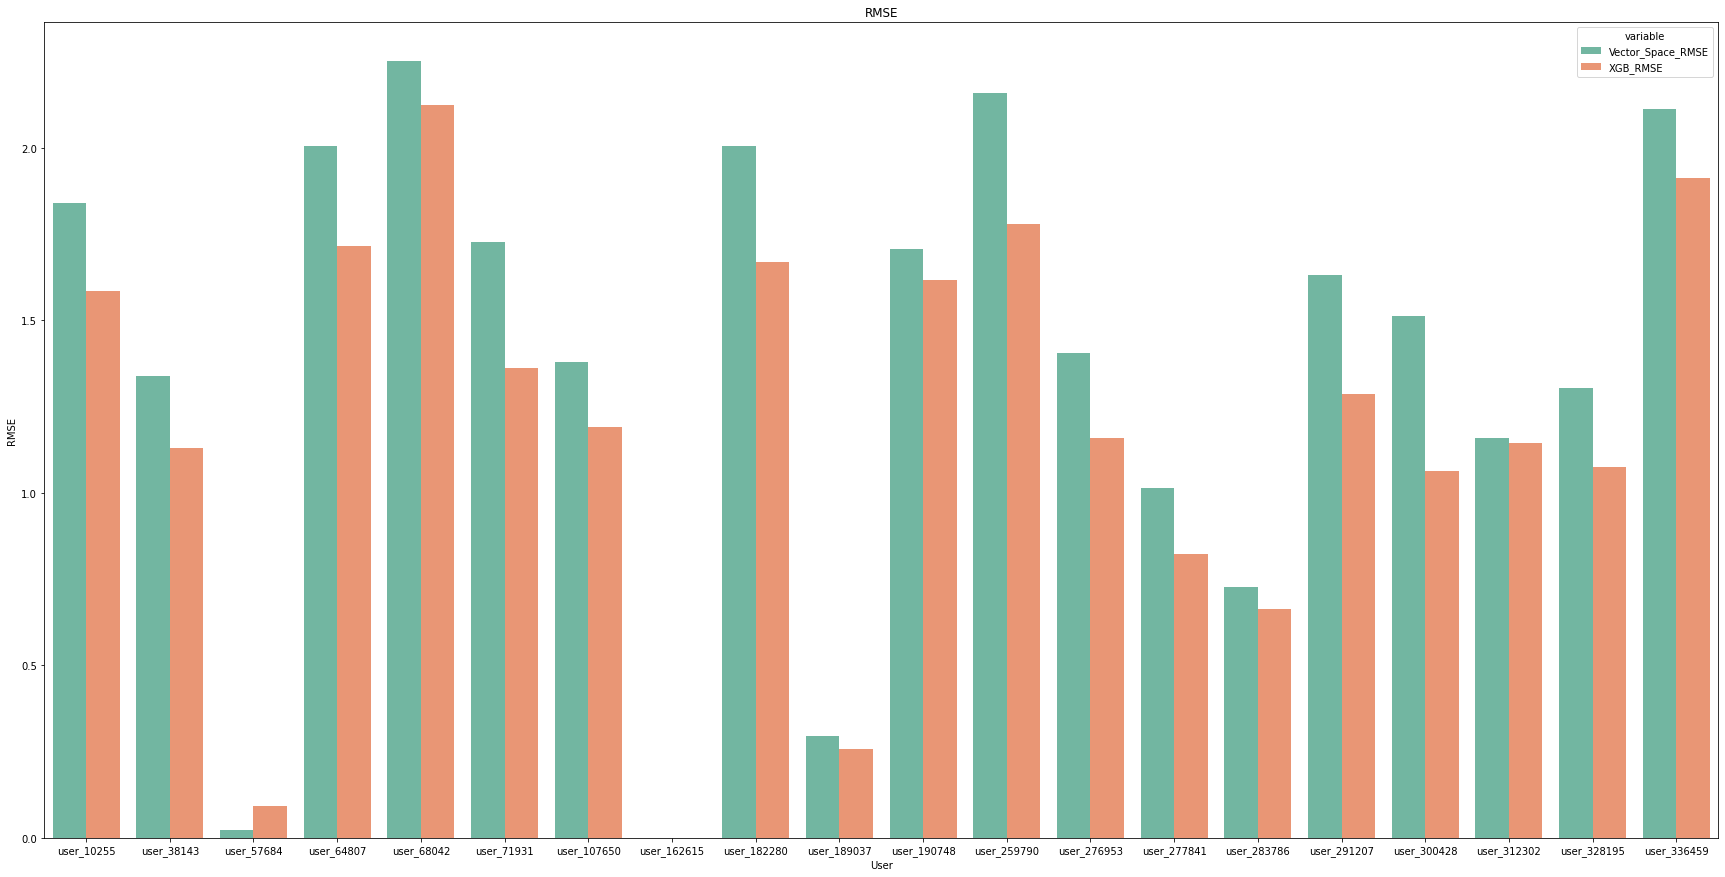 RMSE
variable
Vector_Space_RMSE
XGB_RMSE
RMSE
2.0
1.5
1.0
0.5
0.0
user_10255 user_38143 user_57684 user_64807 user_68042 user_71931 user_107650 user_162615 user_182280 user_189037 user_190748 user_259790 user_276953 user_277841 user_283786 user_291207 user_300428 user_312302 user_328195 user_336459
User